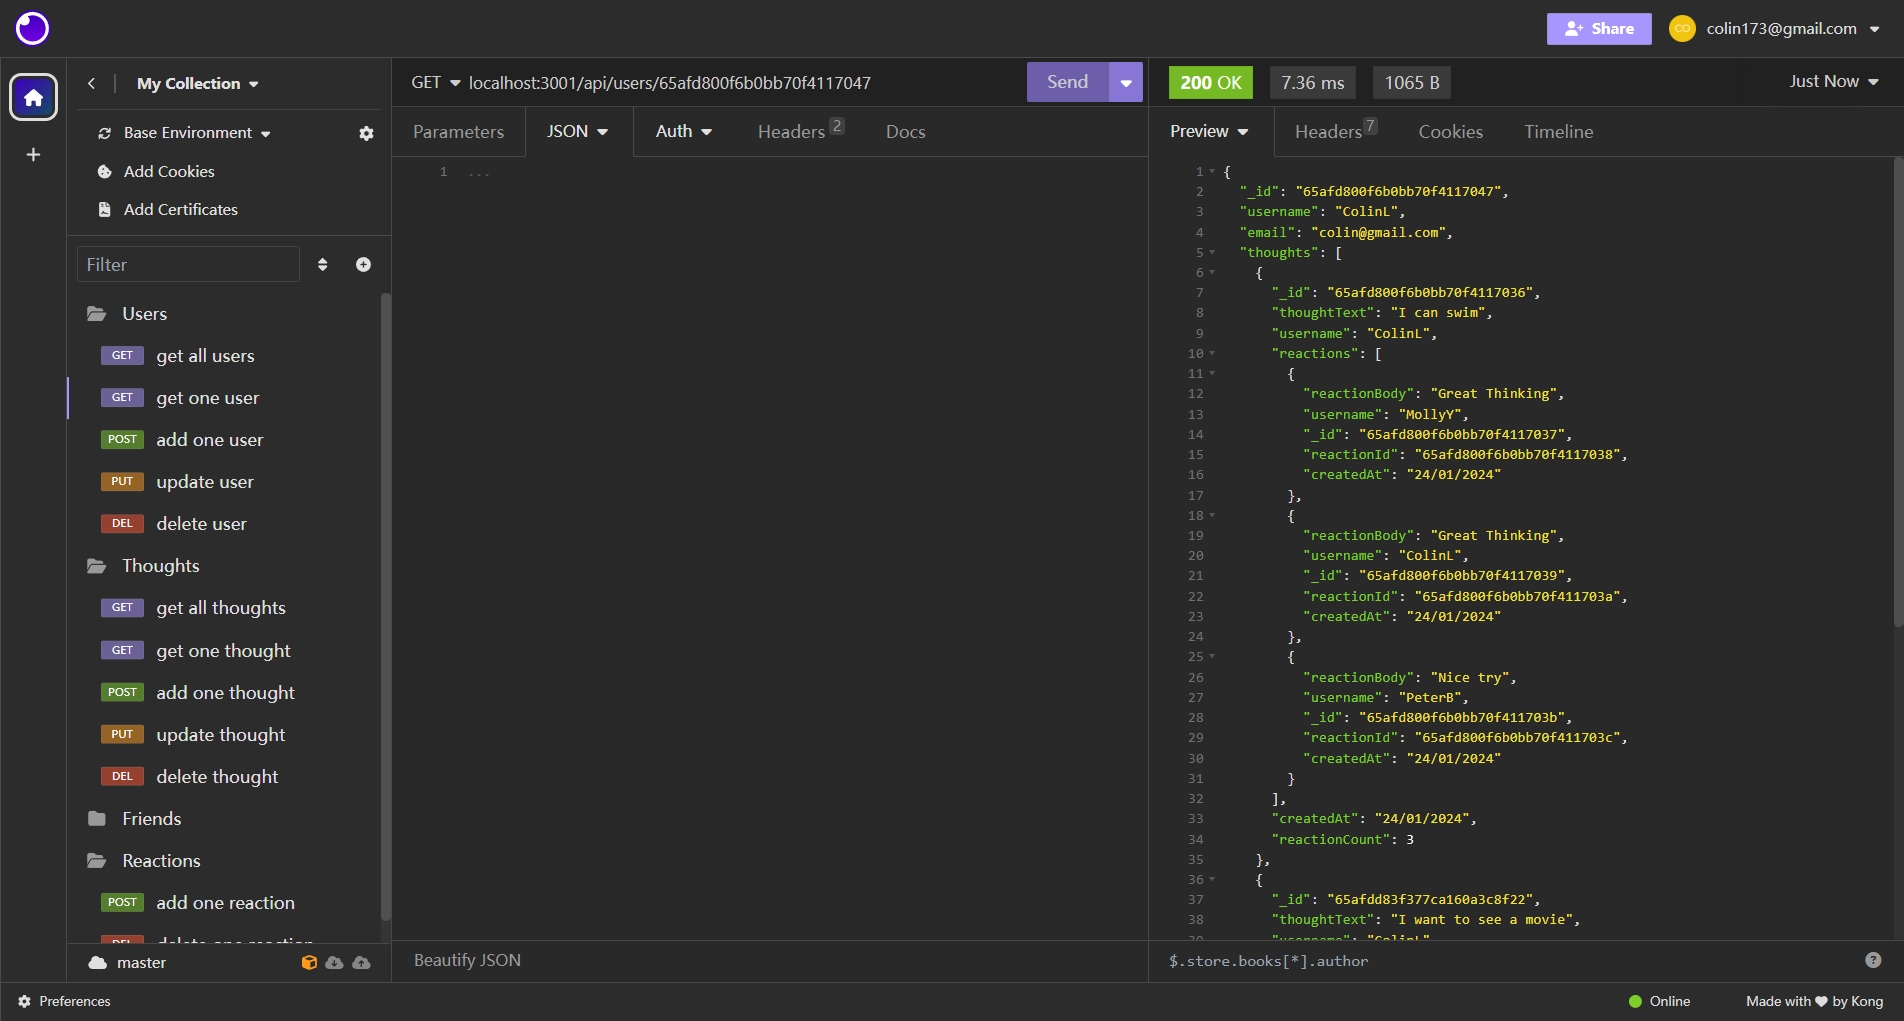 Share
CO
colin173@gmail.com
My Collection
Base Environment
Add Cookies
Add Certificates
Filter
Users
GET get all users
GET get one user
POST add one user
PUT update user
DEL delete user
Thoughts
GET get all thoughts
GET get one thought
POST add one thought
PUT update thought
DEL delete thought
Friends
Reactions
POST add one reaction
DEL delete one reaction
master
Preferences
GET localhost:3001/api/users/65afd800f6b0bb70f4117047
Send
Parameters JSON Auth Headers 2 Docs
1 ...
Beautify JSON
200 OK 7.36 ms 1065 B Just Now
Preview Headers 7 Cookies Timeline
1 {
2 "_id": "65afd800f6b0bb70f4117047",
3 "username": "ColinL",
4 "email": "colin@gmail.com",
5 "thoughts": [
6 {
7 "_id": "65afd800f6b0bb70f4117036",
8 "thoughtText": "I can swim",
9 "username": "ColinL",
10 "reactions": [
11 {
12 "reactionBody": "Great Thinking",
13 "username": "MollyY",
14 "_id": "65afd800f6b0bb70f4117037",
15 "reactionId": "65afd800f6b0bb70f4117038",
16 "createdAt": "24/01/2024"
17 },
18 {
19 "reactionBody": "Great Thinking",
20 "username": "ColinL",
21 "_id": "65afd800f6b0bb70f4117039",
22 "reactionId": "65afd800f6b0bb70f411703a",
23 "createdAt": "24/01/2024"
24 },
25 {
26 "reactionBody": "Nice try",
27 "username": "PeterB",
28 "_id": "65afd800f6b0bb70f411703b",
29 "reactionId": "65afd800f6b0bb70f411703c",
30 "createdAt": "24/01/2024"
31 }
32 ],
33 "createdAt": "24/01/2024",
34 "reactionCount": 3
35 },
36 {
37 "_id": "65afdd83f377ca160a3c8f22",
38 "thoughtText": "I want to see a movie",
39 "username": "ColinL",
$.store.books[*].author
Online
Made with ♥ by Kong